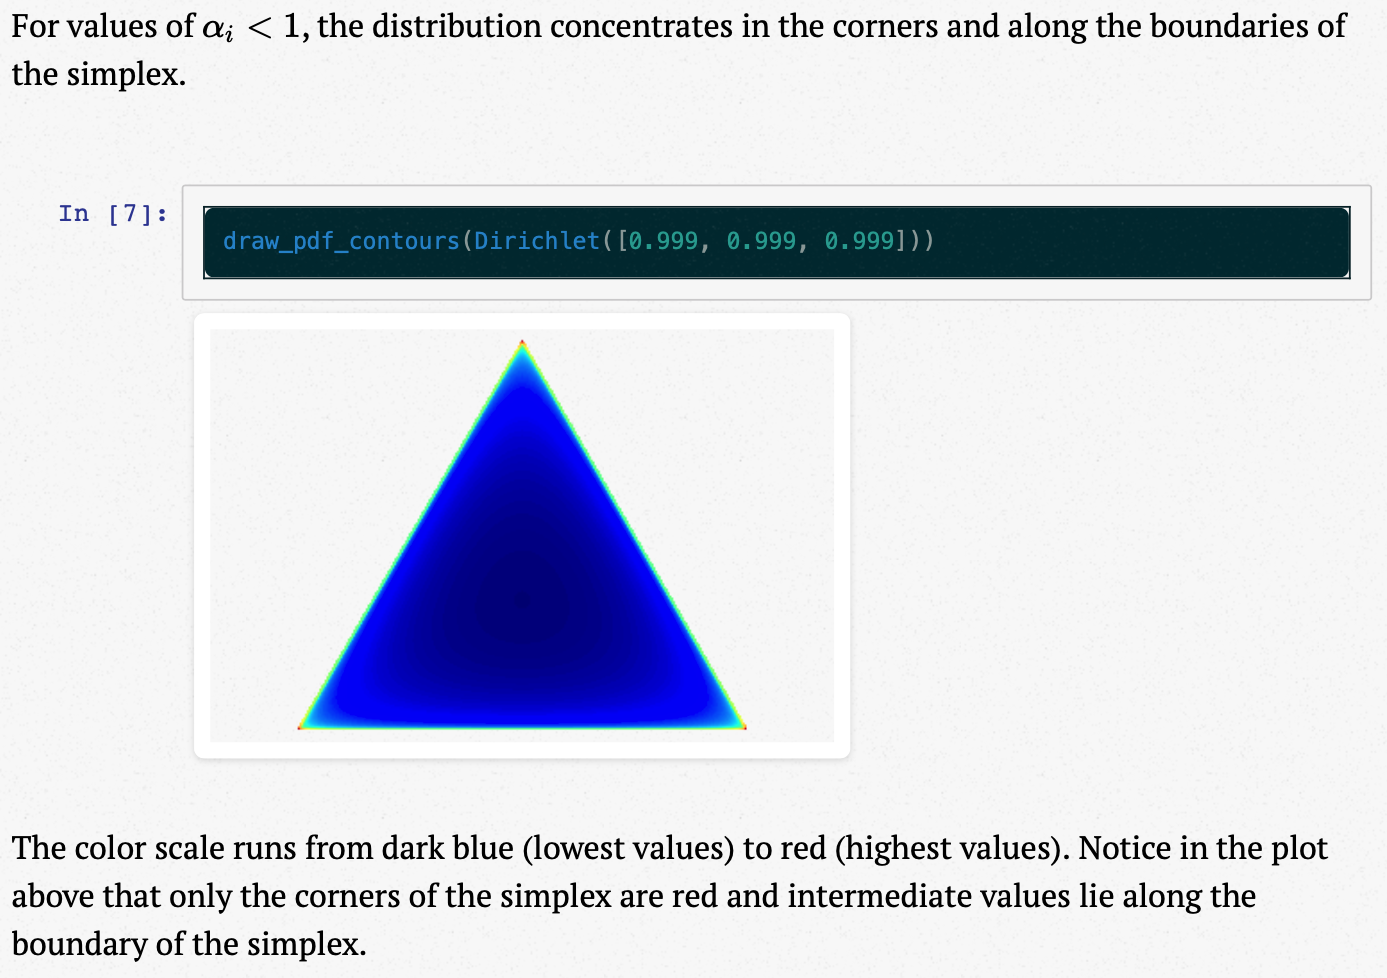 For values of αᵢ < 1, the distribution concentrates in the corners and along the boundaries of
the simplex.
In [7]:
draw_pdf_contours(Dirichlet([0.999, 0.999, 0.999]))
The color scale runs from dark blue (lowest values) to red (highest values). Notice in the plot
above that only the corners of the simplex are red and intermediate values lie along the
boundary of the simplex.